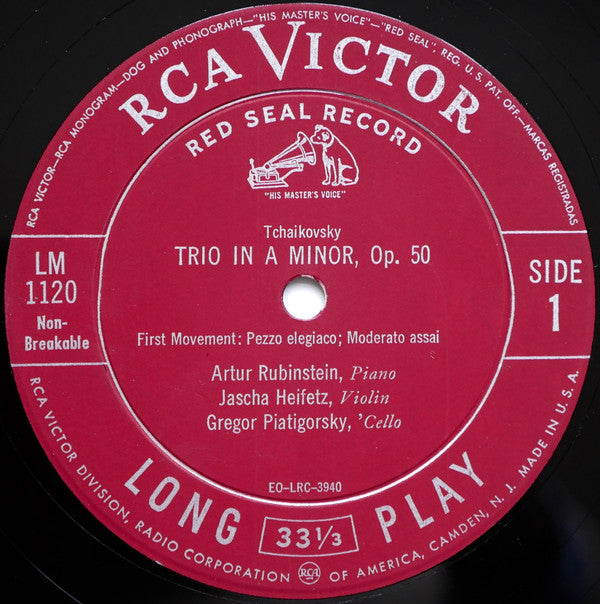 RCA VICTOR—RCA MONOGRAM—DOG AND PHONOGRAPH—"HIS MASTER'S VOICE"—"RED SEAL", REG. U.S. PAT. OFF.—MARCAS REGISTRADAS
RCA VICTOR
RED SEAL RECORD
"HIS MASTER'S VOICE"
Tchaikovsky
TRIO IN A MINOR, Op. 50
LM
1120
Non-
Breakable
SIDE
1
First Movement: Pezzo elegiaco; Moderato assai
Artur Rubinstein, Piano
Jascha Heifetz, Violin
Gregor Piatigorsky, 'Cello
EO-LRC-3940
LONG 33⅓ PLAY
RCA VICTOR DIVISION, RADIO CORPORATION RCA OF AMERICA, CAMDEN, N. J. MADE IN U.S.A.